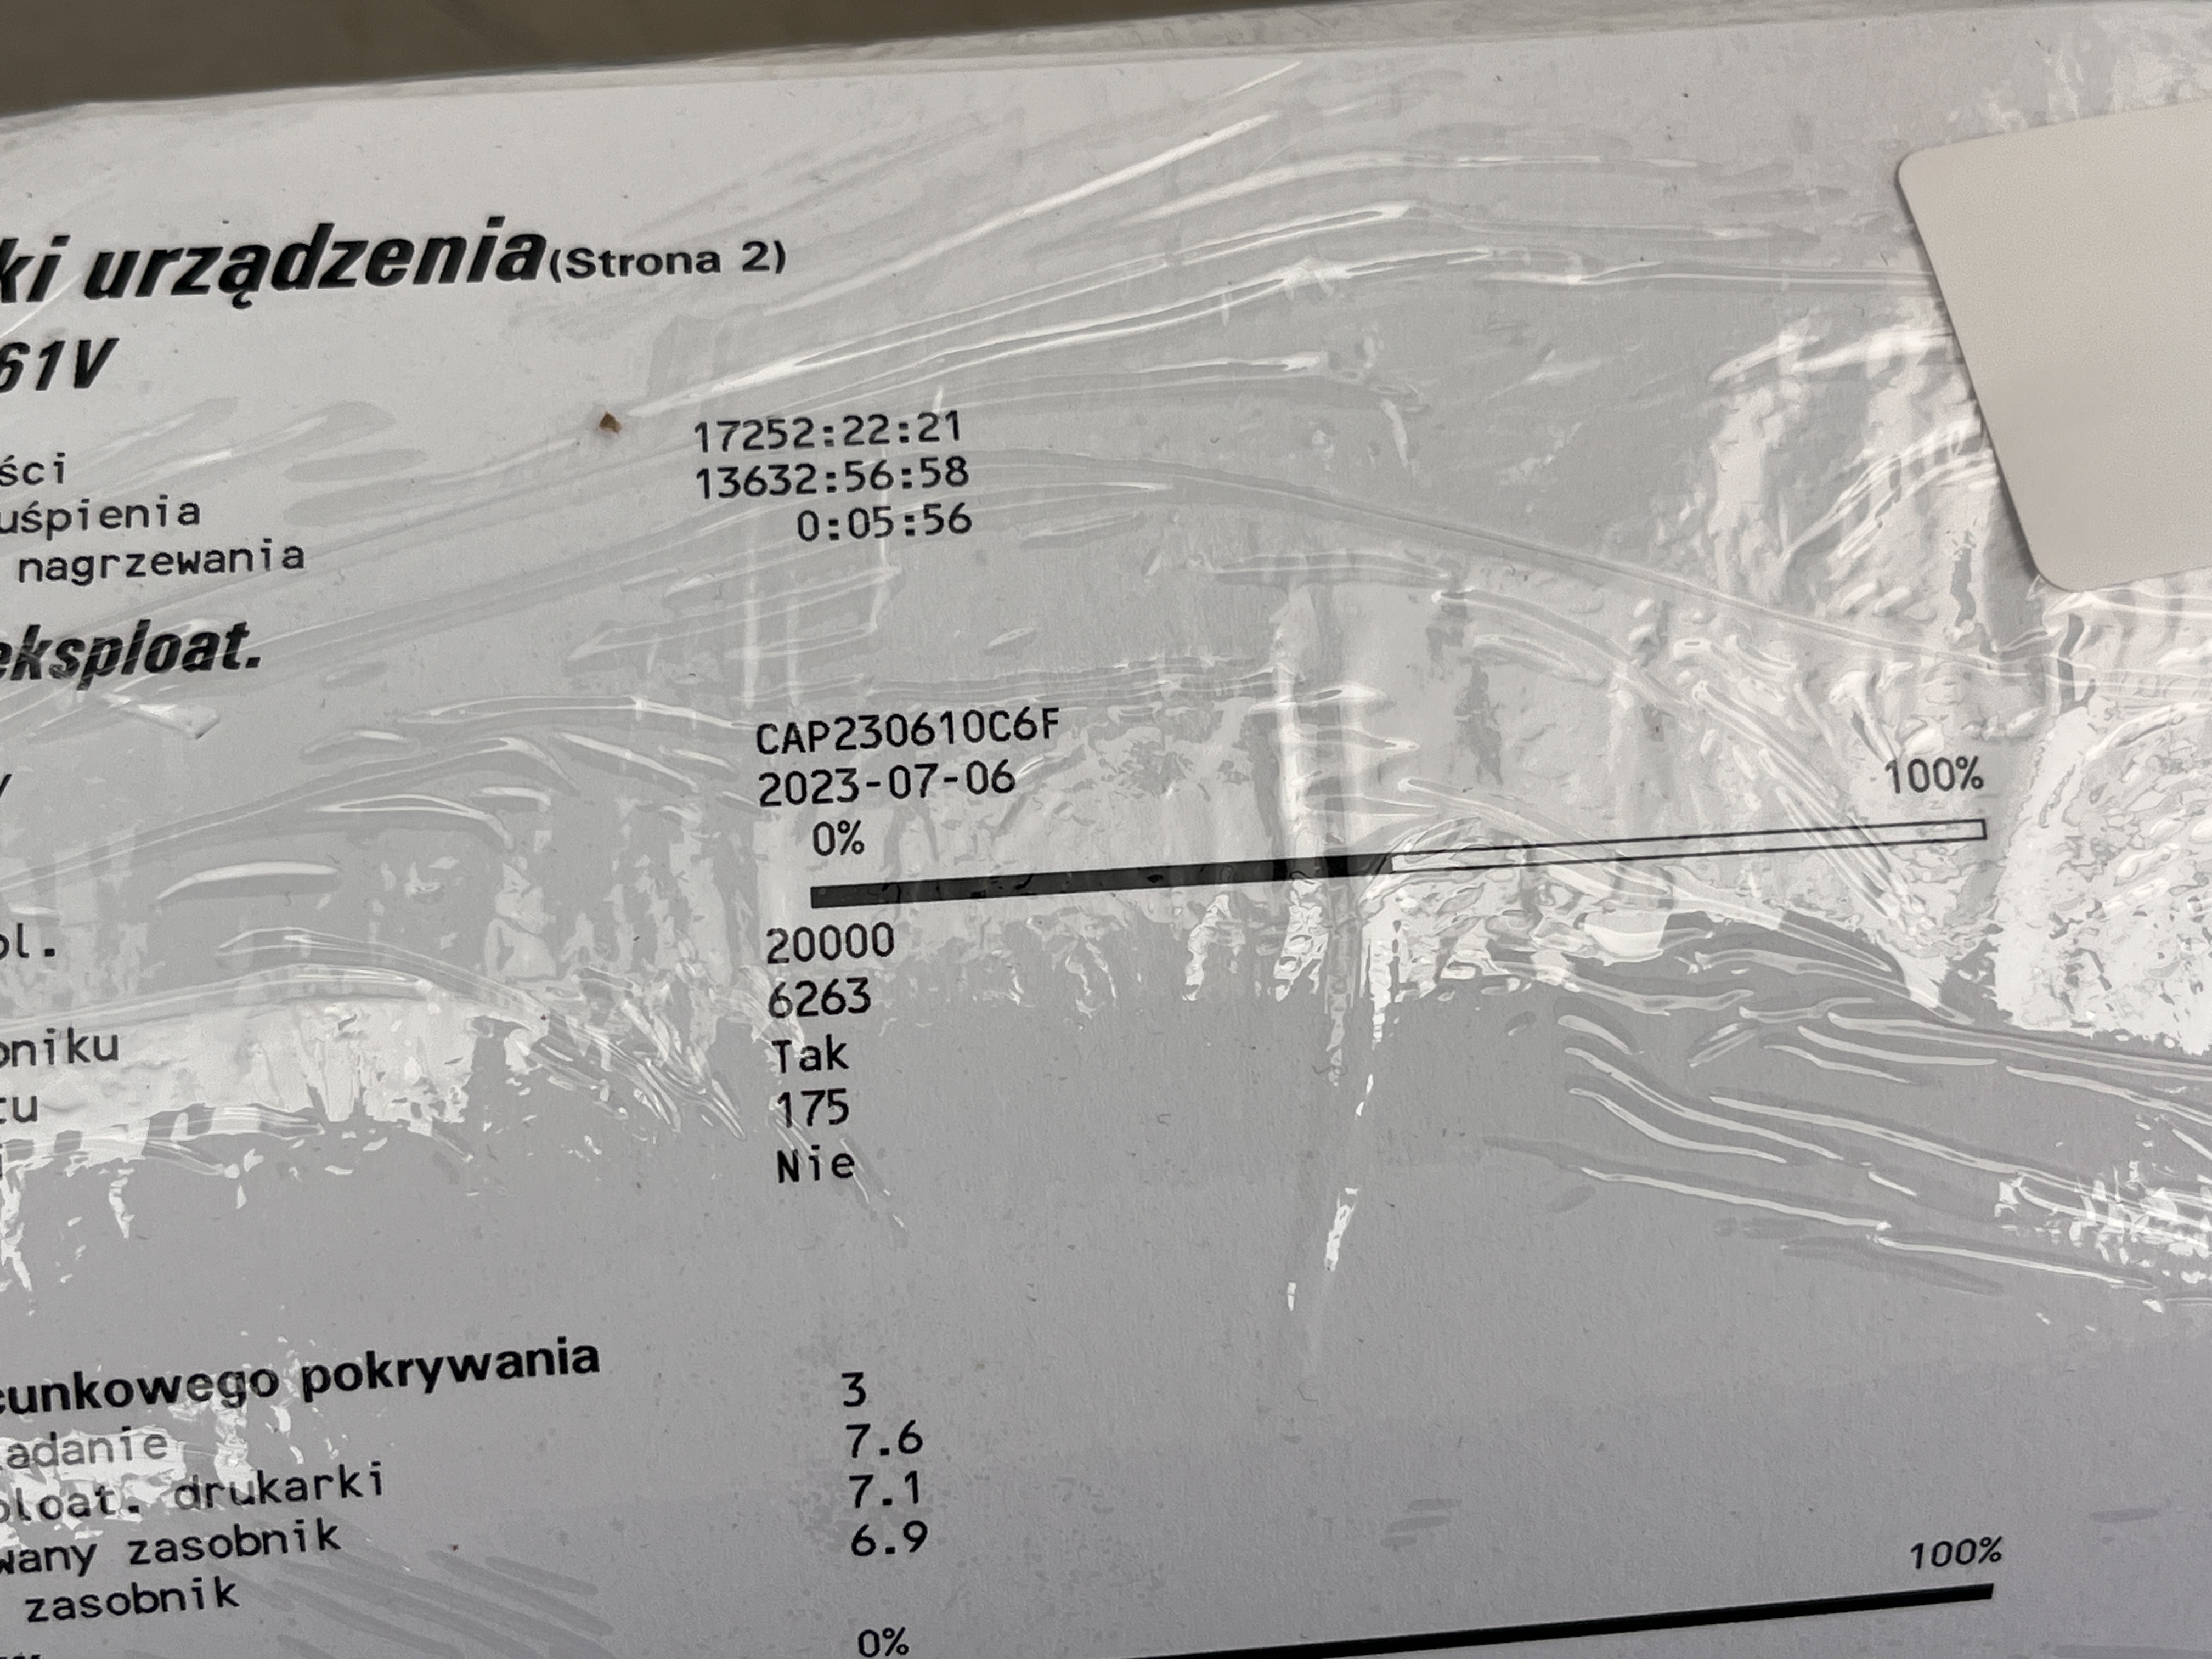 ki urządzenia(Strona 2)
61V
17252:22:21
ści 13632:56:58
uśpienia 0:05:56
nagrzewania
eksploat.
CAP230610C6F
y 2023-07-06
0% 100%
ol. 20000
6263
oniku Tak
tu 175
i Nie
cunkowego pokrywania
3
adanie 7.6
ploat. drukarki 7.1
wany zasobnik 6.9
zasobnik
0% 100%